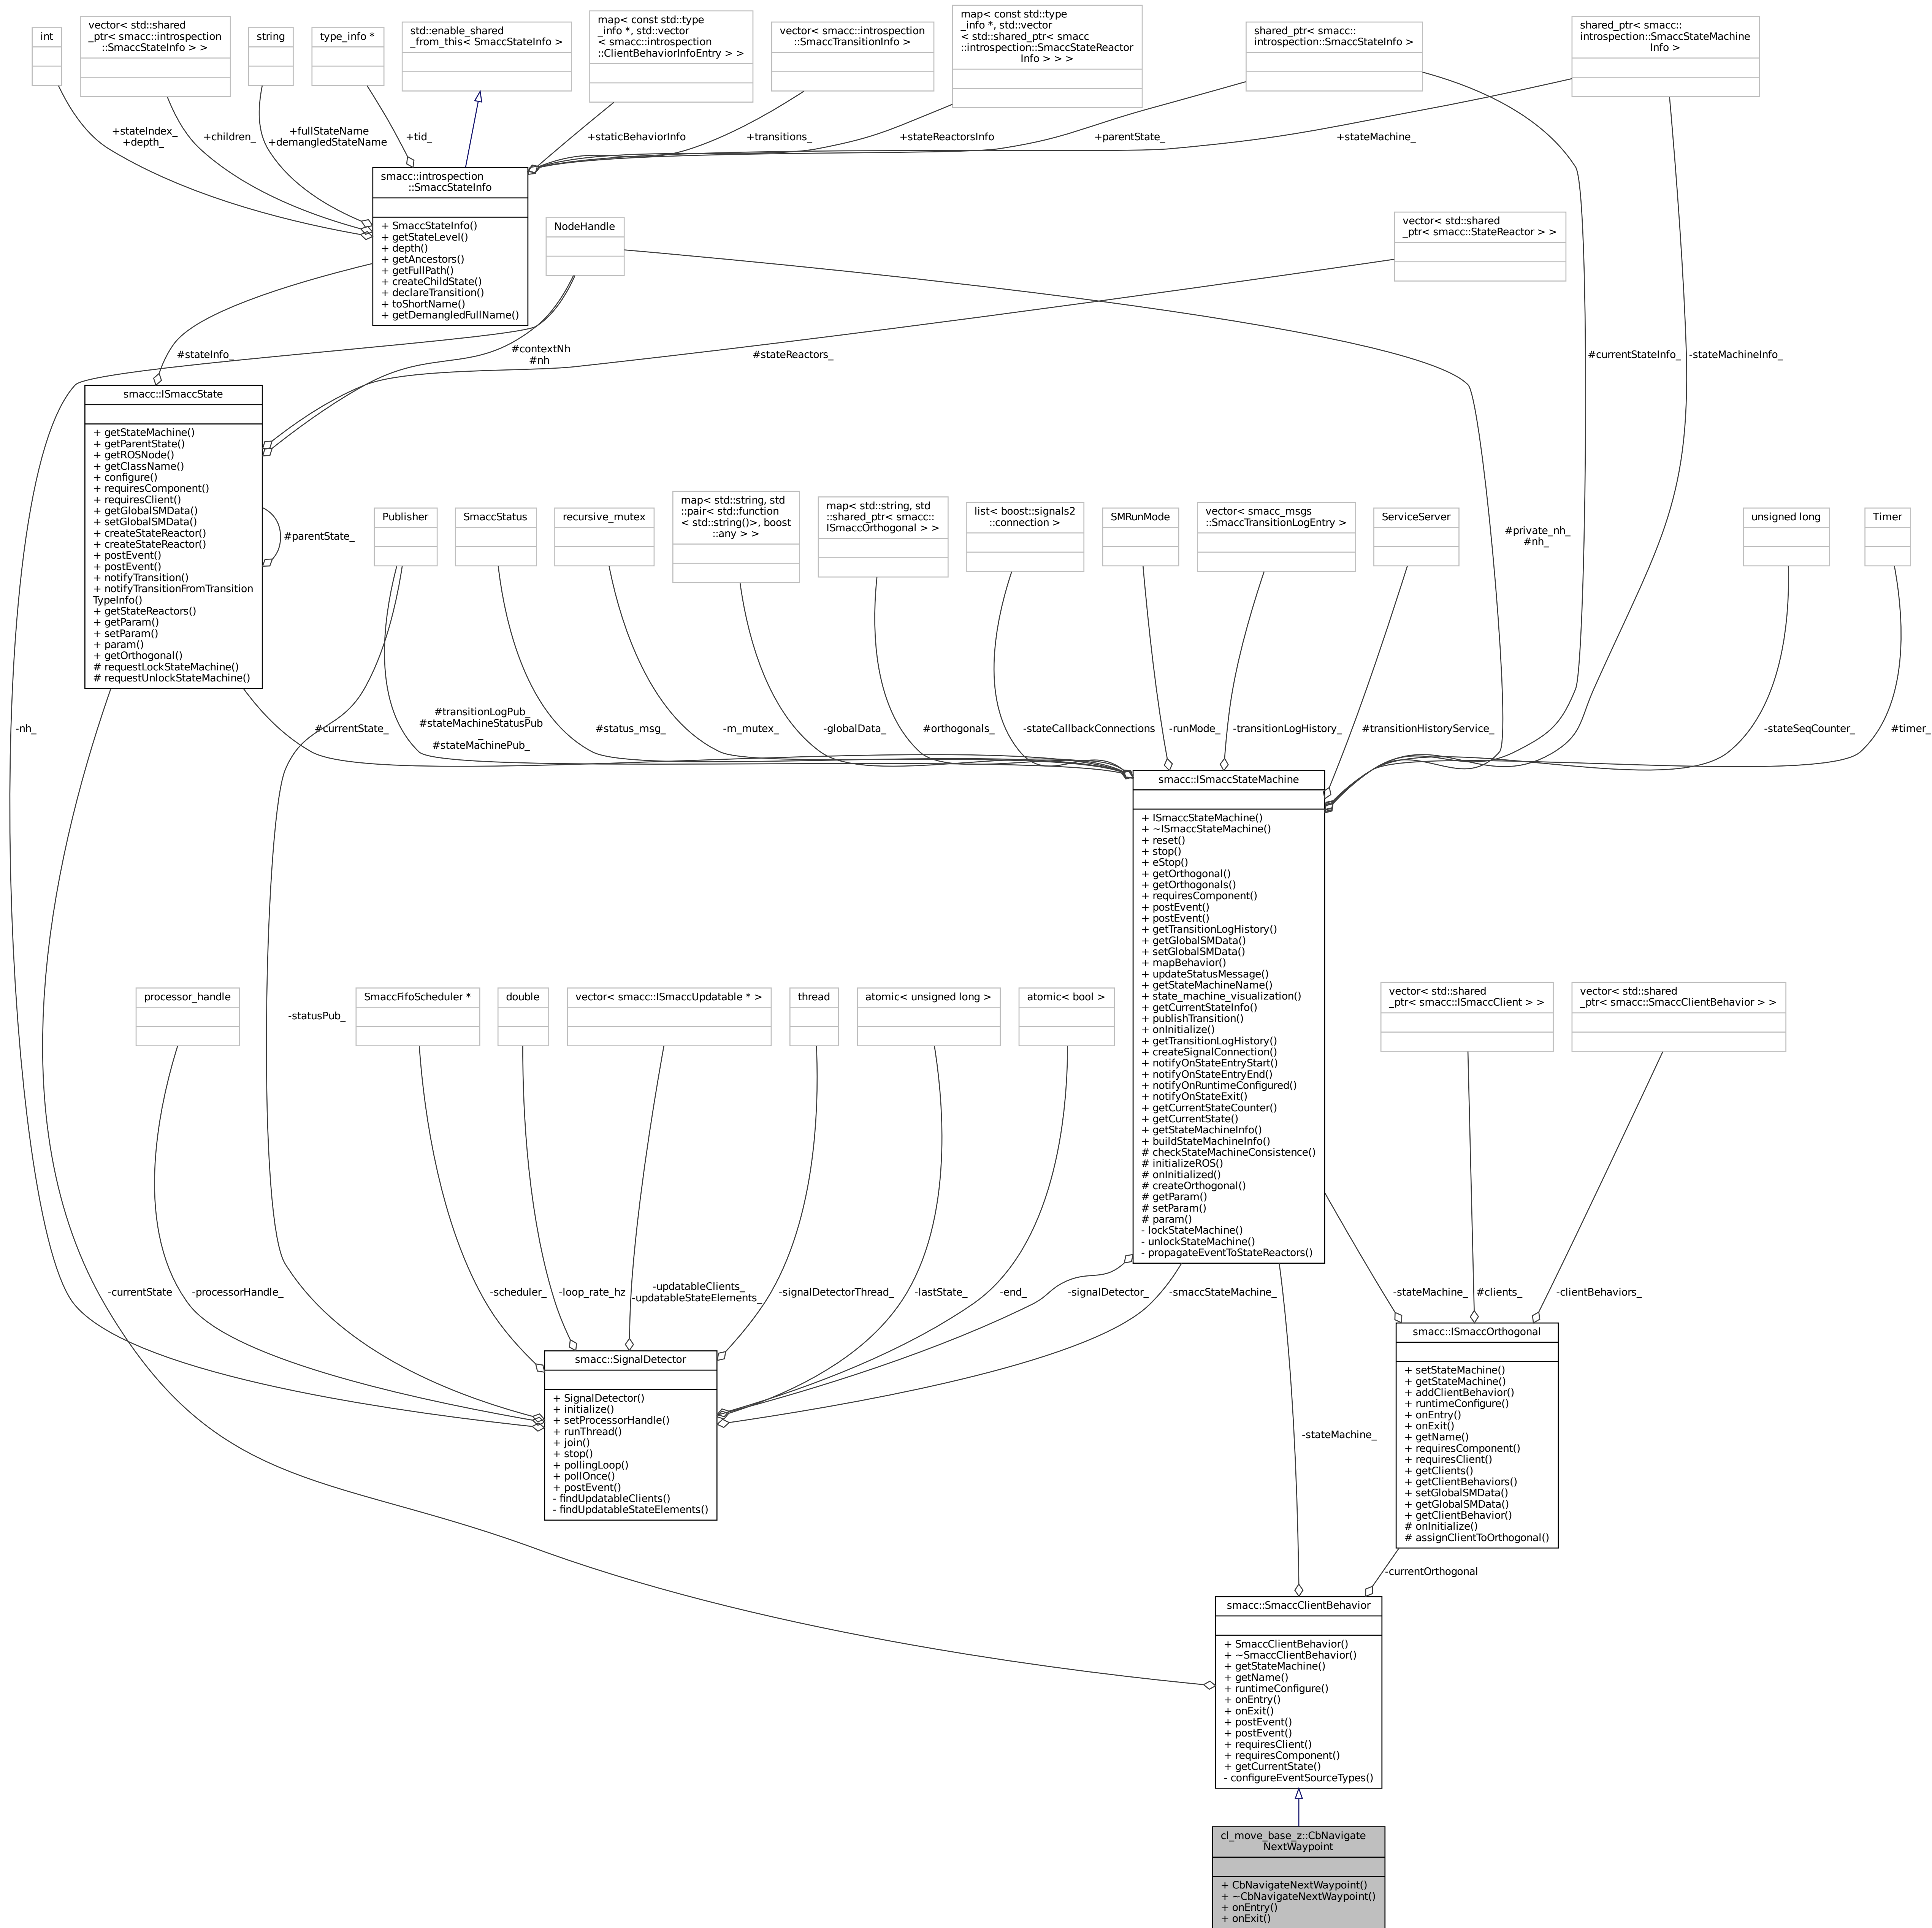 int
vector< std::shared
_ptr< smacc::introspection
::SmaccStateInfo > >
string
type_info *
std::enable_shared
_from_this< SmaccStateInfo >
map< const std::type
_info *, std::vector
< smacc::introspection
::ClientBehaviorInfoEntry > >
vector< smacc::introspection
::SmaccTransitionInfo >
map< const std::type
_info *, std::vector
< std::shared_ptr< smacc
::introspection::SmaccStateReactor
Info > > >
shared_ptr< smacc::
introspection::SmaccStateInfo >
shared_ptr< smacc::
introspection::SmaccStateMachine
Info >
+stateIndex_
+depth_
+children_
+fullStateName
+demangledStateName
+tid_
+staticBehaviorInfo
+transitions_
+stateReactorsInfo
+parentState_
+stateMachine_
smacc::introspection
::SmaccStateInfo
+ SmaccStateInfo()
+ getStateLevel()
+ depth()
+ getAncestors()
+ getFullPath()
+ createChildState()
+ declareTransition()
+ toShortName()
+ getDemangledFullName()
NodeHandle
vector< std::shared
_ptr< smacc::StateReactor > >
#stateInfo_
#contextNh
#nh
#stateReactors_
#currentStateInfo_
-stateMachineInfo_
smacc::ISmaccState
+ getStateMachine()
+ getParentState()
+ getROSNode()
+ getClassName()
+ configure()
+ requiresComponent()
+ requiresClient()
+ getGlobalSMData()
+ setGlobalSMData()
+ createStateReactor()
+ createStateReactor()
+ postEvent()
+ postEvent()
+ notifyTransition()
+ notifyTransitionFromTransition
TypeInfo()
+ getStateReactors()
+ getParam()
+ setParam()
+ param()
+ getOrthogonal()
# requestLockStateMachine()
# requestUnlockStateMachine()
#parentState_
Publisher
SmaccStatus
recursive_mutex
map< std::string, std
::pair< std::function
< std::string()>, boost
::any > >
map< std::string, std
::shared_ptr< smacc::
ISmaccOrthogonal > >
list< boost::signals2
::connection >
SMRunMode
vector< smacc_msgs
::SmaccTransitionLogEntry >
ServiceServer
#private_nh_
#nh_
unsigned long
Timer
-nh_
#currentState_
#transitionLogPub_
#stateMachineStatusPub
_
#stateMachinePub_
#status_msg_
-m_mutex_
-globalData_
#orthogonals_
-stateCallbackConnections
-runMode_
-transitionLogHistory_
#transitionHistoryService_
-stateSeqCounter_
#timer_
smacc::ISmaccStateMachine
+ ISmaccStateMachine()
+ ~ISmaccStateMachine()
+ reset()
+ stop()
+ eStop()
+ getOrthogonal()
+ getOrthogonals()
+ requiresComponent()
+ postEvent()
+ postEvent()
+ getTransitionLogHistory()
+ getGlobalSMData()
+ setGlobalSMData()
+ mapBehavior()
+ updateStatusMessage()
+ getStateMachineName()
+ state_machine_visualization()
+ getCurrentStateInfo()
+ publishTransition()
+ onInitialize()
+ getTransitionLogHistory()
+ createSignalConnection()
+ notifyOnStateEntryStart()
+ notifyOnStateEntryEnd()
+ notifyOnRuntimeConfigured()
+ notifyOnStateExit()
+ getCurrentStateCounter()
+ getCurrentState()
+ getStateMachineInfo()
+ buildStateMachineInfo()
# checkStateMachineConsistence()
# initializeROS()
# onInitialized()
# createOrthogonal()
# getParam()
# setParam()
# param()
- lockStateMachine()
- unlockStateMachine()
- propagateEventToStateReactors()
processor_handle
-statusPub_
SmaccFifoScheduler *
double
vector< smacc::ISmaccUpdatable * >
thread
atomic< unsigned long >
atomic< bool >
vector< std::shared
_ptr< smacc::ISmaccClient > >
vector< std::shared
_ptr< smacc::SmaccClientBehavior > >
-currentState
-processorHandle_
-scheduler_
-loop_rate_hz
-updatableClients_
-updatableStateElements_
-signalDetectorThread_
-lastState_
-end_
-signalDetector_
-smaccStateMachine_
-stateMachine_
#clients_
-clientBehaviors_
smacc::SignalDetector
+ SignalDetector()
+ initialize()
+ setProcessorHandle()
+ runThread()
+ join()
+ stop()
+ pollingLoop()
+ pollOnce()
+ postEvent()
- findUpdatableClients()
- findUpdatableStateElements()
-stateMachine_
smacc::ISmaccOrthogonal
+ setStateMachine()
+ getStateMachine()
+ addClientBehavior()
+ runtimeConfigure()
+ onEntry()
+ onExit()
+ getName()
+ requiresComponent()
+ requiresClient()
+ getClients()
+ getClientBehaviors()
+ setGlobalSMData()
+ getGlobalSMData()
+ getClientBehavior()
# onInitialize()
# assignClientToOrthogonal()
-currentOrthogonal
smacc::SmaccClientBehavior
+ SmaccClientBehavior()
+ ~SmaccClientBehavior()
+ getStateMachine()
+ getName()
+ runtimeConfigure()
+ onEntry()
+ onExit()
+ postEvent()
+ postEvent()
+ requiresClient()
+ requiresComponent()
+ getCurrentState()
- configureEventSourceTypes()
cl_move_base_z::CbNavigate
NextWaypoint
+ CbNavigateNextWaypoint()
+ ~CbNavigateNextWaypoint()
+ onEntry()
+ onExit()